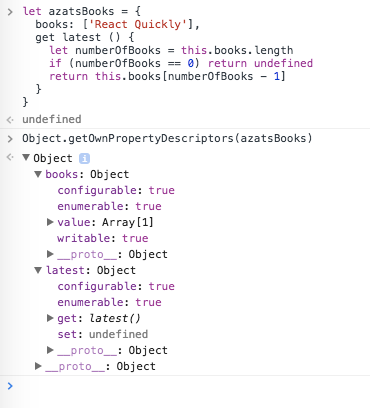 > let azatsBooks = {
books: ['React Quickly'],
get latest () {
let numberOfBooks = this.books.length
if (numberOfBooks == 0) return undefined
return this.books[numberOfBooks - 1]
}
}
< undefined
> Object.getOwnPropertyDescriptors(azatsBooks)
< ▼ Object i
▼ books: Object
configurable: true
enumerable: true
▶ value: Array[1]
writable: true
▶ __proto__: Object
▼ latest: Object
configurable: true
enumerable: true
▶ get: latest()
set: undefined
▶ __proto__: Object
▶ __proto__: Object
>